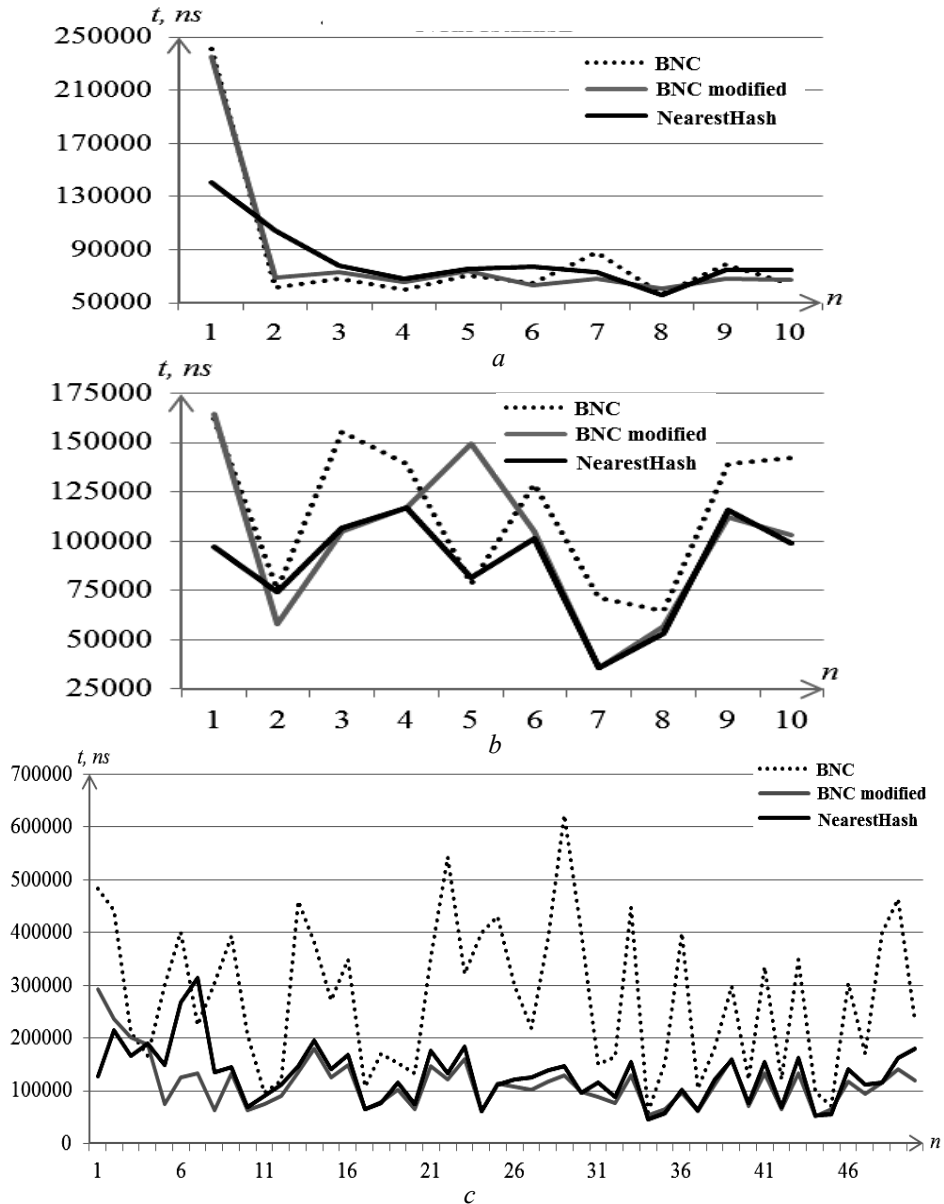 t, ns
250000
210000
170000
130000
90000
50000
BNC
BNC modified
NearestHash
n
1 2 3 4 5 6 7 8 9 10
a
t, ns
175000
150000
125000
100000
75000
50000
25000
BNC
BNC modified
NearestHash
n
1 2 3 4 5 6 7 8 9 10
b
t, ns
700000
600000
500000
400000
300000
200000
100000
0
BNC
BNC modified
NearestHash
1 6 11 16 21 26 31 36 41 46 n
c